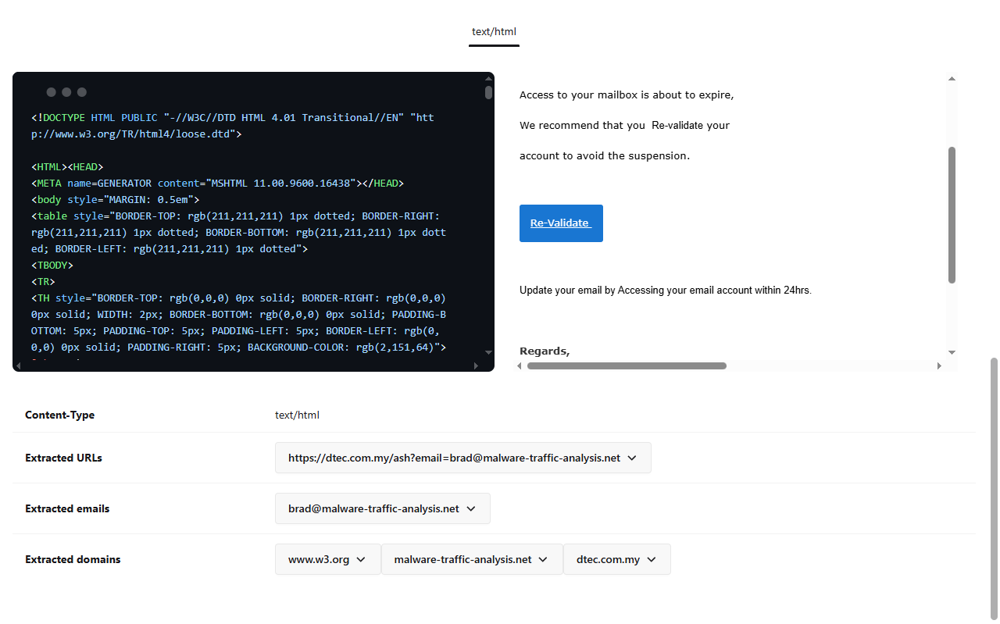 text/html
<!DOCTYPE HTML PUBLIC "-//W3C//DTD HTML 4.01 Transitional//EN" "htt
p://www.w3.org/TR/html4/loose.dtd">
<HTML><HEAD>
<META name=GENERATOR content="MSHTML 11.00.9600.16438"></HEAD>
<body style="MARGIN: 0.5em">
<table style="BORDER-TOP: rgb(211,211,211) 1px dotted; BORDER-RIGHT:
rgb(211,211,211) 1px dotted; BORDER-BOTTOM: rgb(211,211,211) 1px dott
ed; BORDER-LEFT: rgb(211,211,211) 1px dotted">
<TBODY>
<TR>
<TH style="BORDER-TOP: rgb(0,0,0) 0px solid; BORDER-RIGHT: rgb(0,0,0)
0px solid; WIDTH: 2px; BORDER-BOTTOM: rgb(0,0,0) 0px solid; PADDING-B
OTTOM: 5px; PADDING-TOP: 5px; PADDING-LEFT: 5px; BORDER-LEFT: rgb(0,
0,0) 0px solid; PADDING-RIGHT: 5px; BACKGROUND-COLOR: rgb(2,151,64)">
Access to your mailbox is about to expire,
We recommend that you Re-validate your
account to avoid the suspension.
Re-Validate
Update your email by Accessing your email account within 24hrs.
Regards,
Content-Type text/html
Extracted URLs https://dtec.com.my/ash?email=brad@malware-traffic-analysis.net
Extracted emails brad@malware-traffic-analysis.net
Extracted domains www.w3.org malware-traffic-analysis.net dtec.com.my